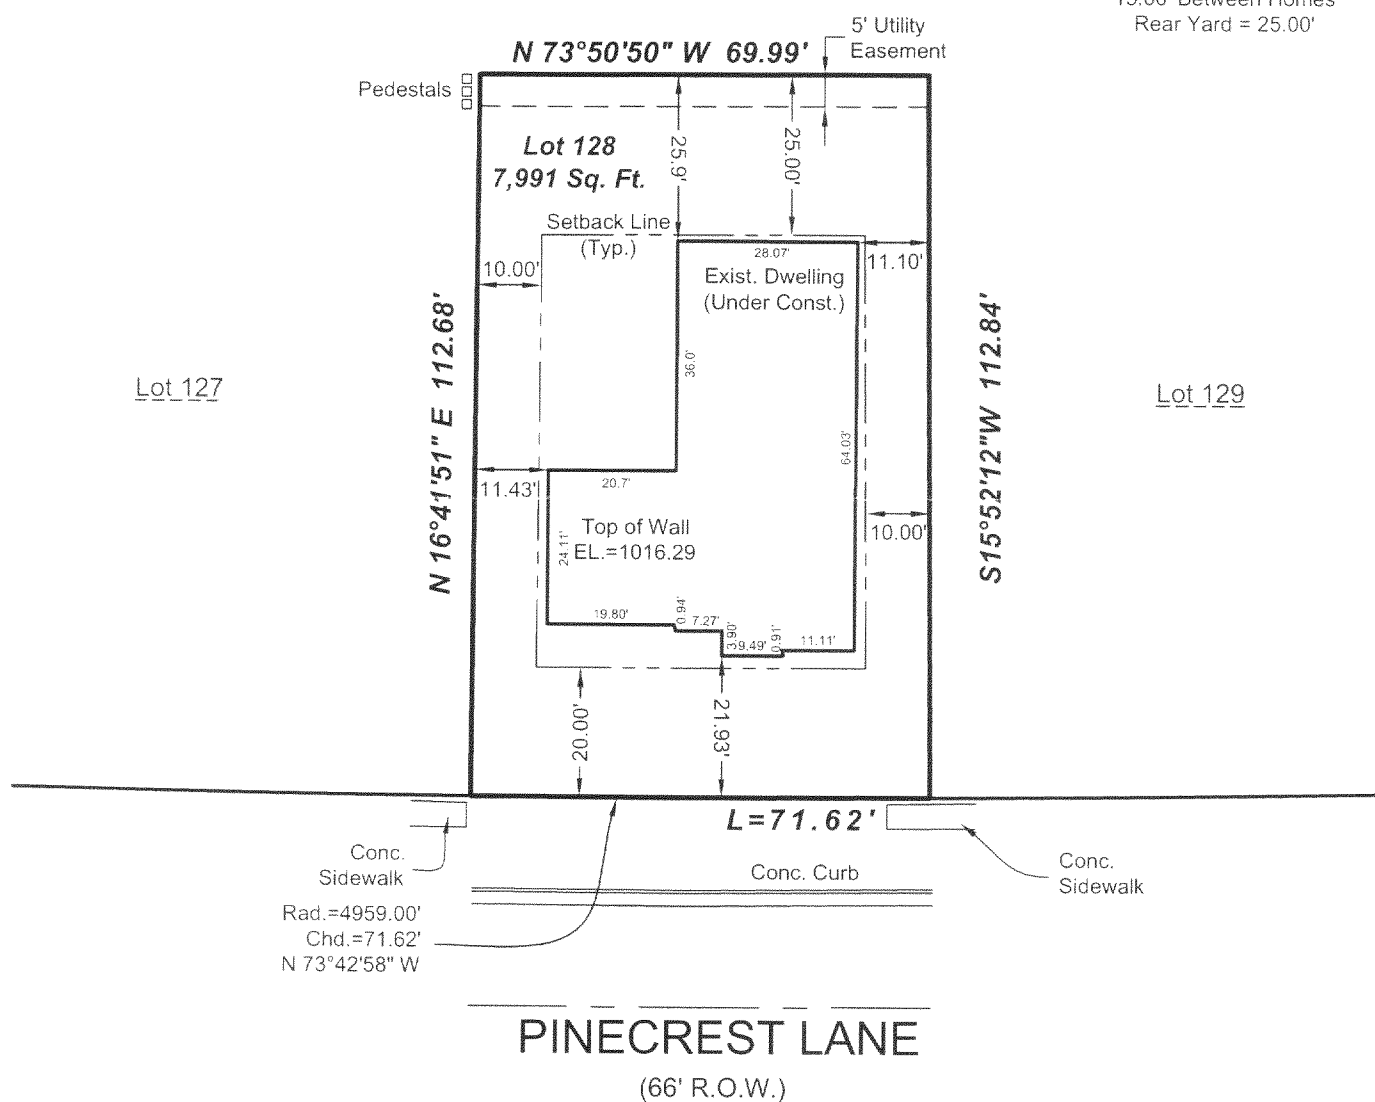 Between Homes
Rear Yard = 25.00'
5' Utility
Easement
N 73°50'50" W 69.99'
Pedestals
Lot 128
7,991 Sq. Ft.
25.9'
25.00'
Setback Line
(Typ.)
28.07'
10.00'
11.10'
Exist. Dwelling
(Under Const.)
N 16°41'51" E 112.68'
S15°52'12"W 112.84'
36.0'
Lot 127
Lot 129
64.03'
11.43'
20.7'
10.00'
Top of Wall
EL.=1016.29
24.11'
19.80'
0.94'
7.27'
3.90'
9.49'
0.91'
11.11'
20.00'
21.93'
L=71.62'
Conc.
Sidewalk
Conc. Curb
Conc.
Sidewalk
Rad.=4959.00'
Chd.=71.62'
N 73°42'58" W
PINECREST LANE
(66' R.O.W.)